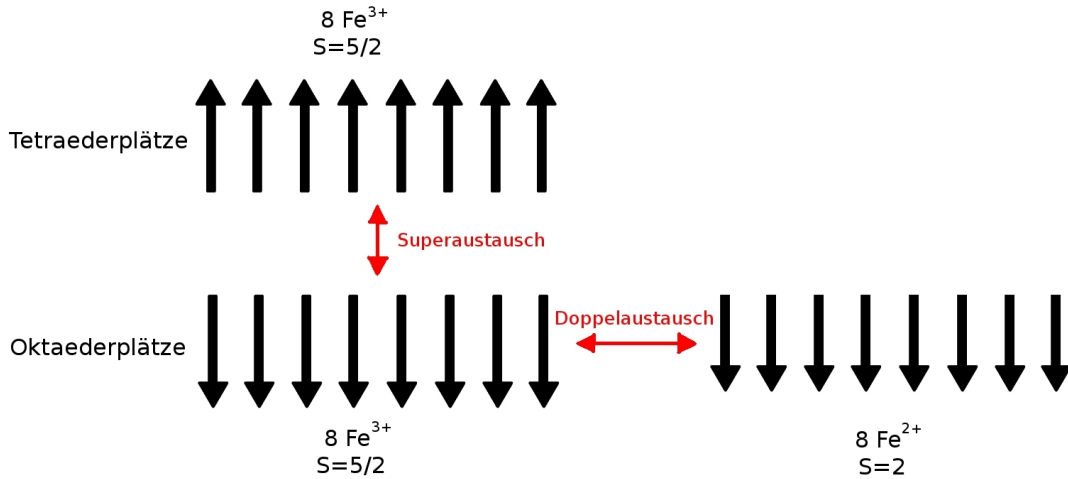 8 Fe³⁺
S=5/2
Tetraederplätze
Superaustausch
Doppelaustausch
Oktaederplätze
8 Fe³⁺
S=5/2
8 Fe²⁺
S=2